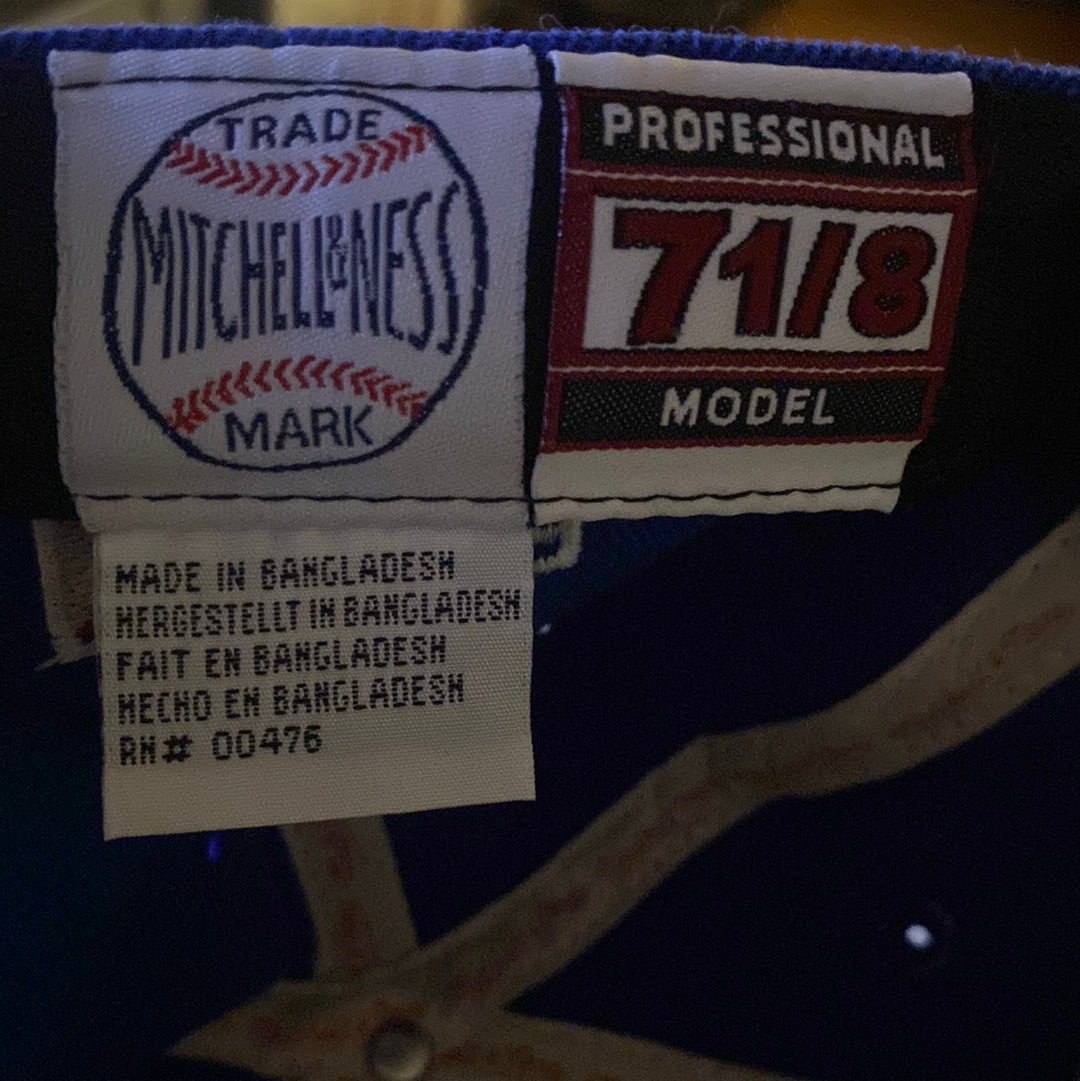 TRADE
MITCHELL & NESS
MARK
PROFESSIONAL
7 1/8
MODEL
MADE IN BANGLADESH
HERGESTELLT IN BANGLADESH
FAIT EN BANGLADESH
HECHO EN BANGLADESH
RN# 00476